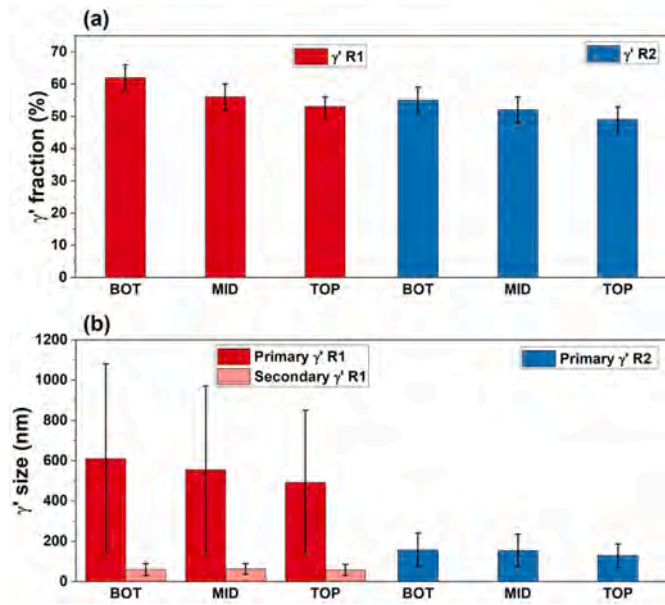 (a)
γ' fraction (%)
70
60
50
40
30
20
10
0
γ' R1
γ' R2
BOT MID TOP BOT MID TOP
(b)
γ' size (nm)
1200
1000
800
600
400
200
0
Primary γ' R1
Secondary γ' R1
Primary γ' R2
BOT MID TOP BOT MID TOP